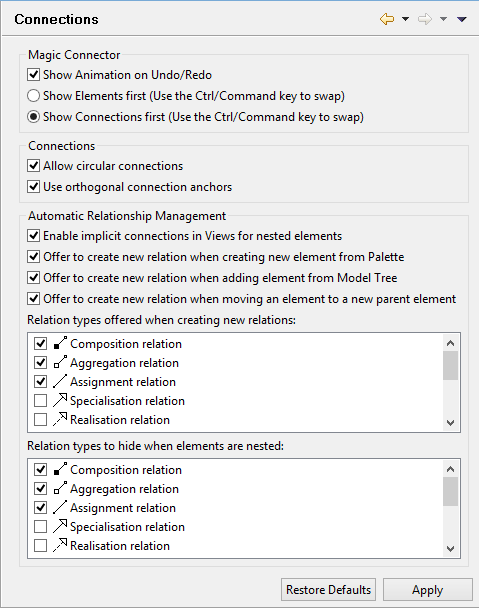 Connections
Magic Connector
Show Animation on Undo/Redo
Show Elements first (Use the Ctrl/Command key to swap)
Show Connections first (Use the Ctrl/Command key to swap)
Connections
Allow circular connections
Use orthogonal connection anchors
Automatic Relationship Management
Enable implicit connections in Views for nested elements
Offer to create new relation when creating new element from Palette
Offer to create new relation when adding element from Model Tree
Offer to create new relation when moving an element to a new parent element
Relation types offered when creating new relations:
Composition relation
Aggregation relation
Assignment relation
Specialisation relation
Realisation relation
Relation types to hide when elements are nested:
Composition relation
Aggregation relation
Assignment relation
Specialisation relation
Realisation relation
Restore Defaults Apply